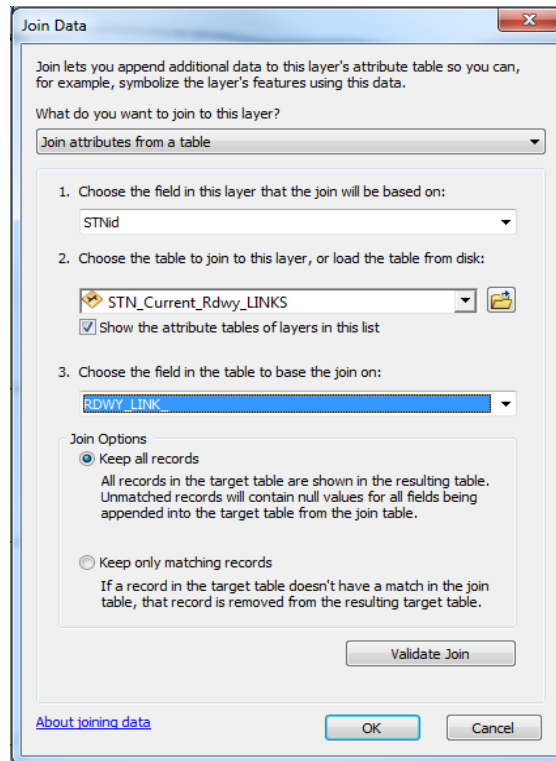 Join Data
Join lets you append additional data to this layer's attribute table so you can,
for example, symbolize the layer's features using this data.
What do you want to join to this layer?
Join attributes from a table
1. Choose the field in this layer that the join will be based on:
STNid
2. Choose the table to join to this layer, or load the table from disk:
STN_Current_Rdwy_LINKS
Show the attribute tables of layers in this list
3. Choose the field in the table to base the join on:
RDWY_LINK_
Join Options
Keep all records
All records in the target table are shown in the resulting table.
Unmatched records will contain null values for all fields being
appended into the target table from the join table.
Keep only matching records
If a record in the target table doesn't have a match in the join
table, that record is removed from the resulting target table.
Validate Join
About joining data
OK
Cancel